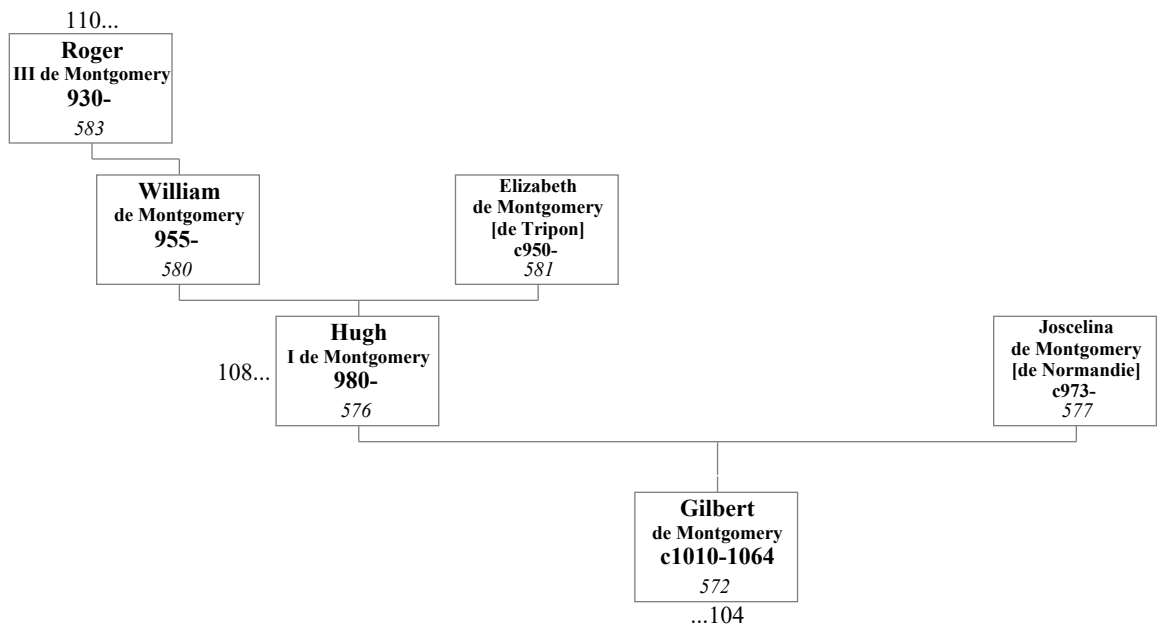 110...
Roger
III de Montgomery
930-
583
William
de Montgomery
955-
580
Elizabeth
de Montgomery
[de Tripon]
c950-
581
108...
Hugh
I de Montgomery
980-
576
Joscelina
de Montgomery
[de Normandie]
c973-
577
Gilbert
de Montgomery
c1010-1064
572
...104